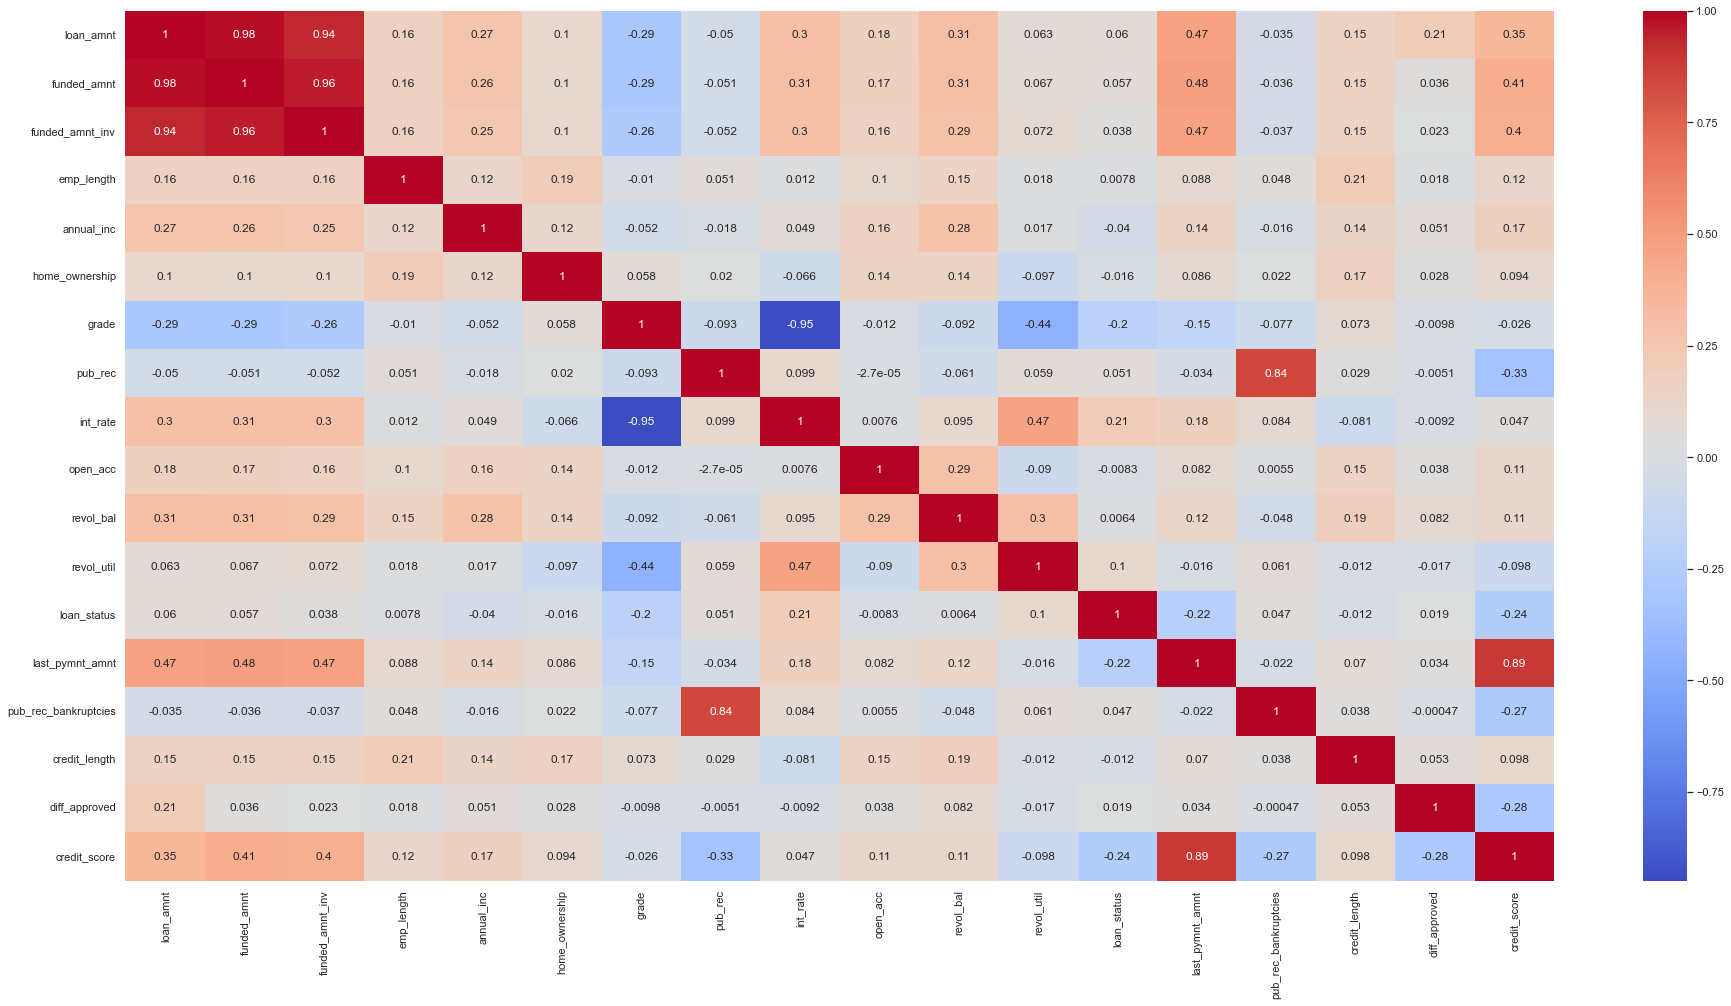 loan_amnt 1 0.98 0.94 0.16 0.27 0.1 -0.29 -0.05 0.3 0.18 0.31 0.063 0.06 0.47 -0.035 0.15 0.21 0.35
funded_amnt 0.98 1 0.96 0.16 0.26 0.1 -0.29 -0.051 0.31 0.17 0.31 0.067 0.057 0.48 -0.036 0.15 0.036 0.41
funded_amnt_inv 0.94 0.96 1 0.16 0.25 0.1 -0.26 -0.052 0.3 0.16 0.29 0.072 0.038 0.47 -0.037 0.15 0.023 0.4
emp_length 0.16 0.16 0.16 1 0.12 0.19 -0.01 0.051 0.012 0.1 0.15 0.018 0.0078 0.088 0.048 0.21 0.018 0.12
annual_inc 0.27 0.26 0.25 0.12 1 0.12 -0.052 -0.018 0.049 0.16 0.28 0.017 -0.04 0.14 -0.016 0.14 0.051 0.17
home_ownership 0.1 0.1 0.1 0.19 0.12 1 0.058 0.02 -0.066 0.14 0.14 -0.097 -0.016 0.086 0.022 0.17 0.028 0.094
grade -0.29 -0.29 -0.26 -0.01 -0.052 0.058 1 -0.093 -0.95 -0.012 -0.092 -0.44 -0.2 -0.15 -0.077 0.073 -0.0098 -0.026
pub_rec -0.05 -0.051 -0.052 0.051 -0.018 0.02 -0.093 1 0.099 -2.7e-05 -0.061 0.059 0.051 -0.034 0.84 0.029 -0.0051 -0.33
int_rate 0.3 0.31 0.3 0.012 0.049 -0.066 -0.95 0.099 1 0.0076 0.095 0.47 0.21 0.18 0.084 -0.081 -0.0092 0.047
open_acc 0.18 0.17 0.16 0.1 0.16 0.14 -0.012 -2.7e-05 0.0076 1 0.29 -0.09 -0.0083 0.082 0.0055 0.15 0.038 0.11
revol_bal 0.31 0.31 0.29 0.15 0.28 0.14 -0.092 -0.061 0.095 0.29 1 0.3 0.0064 0.12 -0.048 0.19 0.082 0.11
revol_util 0.063 0.067 0.072 0.018 0.017 -0.097 -0.44 0.059 0.47 -0.09 0.3 1 0.1 -0.016 0.061 -0.012 -0.017 -0.098
loan_status 0.06 0.057 0.038 0.0078 -0.04 -0.016 -0.2 0.051 0.21 -0.0083 0.0064 0.1 1 -0.22 0.047 -0.012 0.019 -0.24
last_pymnt_amnt 0.47 0.48 0.47 0.088 0.14 0.086 -0.15 -0.034 0.18 0.082 0.12 -0.016 -0.22 1 -0.022 0.07 0.034 0.89
pub_rec_bankruptcies -0.035 -0.036 -0.037 0.048 -0.016 0.022 -0.077 0.84 0.084 0.0055 -0.048 0.061 0.047 -0.022 1 0.038 -0.00047 -0.27
credit_length 0.15 0.15 0.15 0.21 0.14 0.17 0.073 0.029 -0.081 0.15 0.19 -0.012 -0.012 0.07 0.038 1 0.053 0.098
diff_approved 0.21 0.036 0.023 0.018 0.051 0.028 -0.0098 -0.0051 -0.0092 0.038 0.082 -0.017 0.019 0.034 -0.00047 0.053 1 -0.28
credit_score 0.35 0.41 0.4 0.12 0.17 0.094 -0.026 -0.33 0.047 0.11 0.11 -0.098 -0.24 0.89 -0.27 0.098 -0.28 1
loan_amnt funded_amnt funded_amnt_inv emp_length annual_inc home_ownership grade pub_rec int_rate open_acc revol_bal revol_util loan_status last_pymnt_amnt pub_rec_bankruptcies credit_length diff_approved credit_score
1.00
0.75
0.50
0.25
0.00
−0.25
−0.50
−0.75